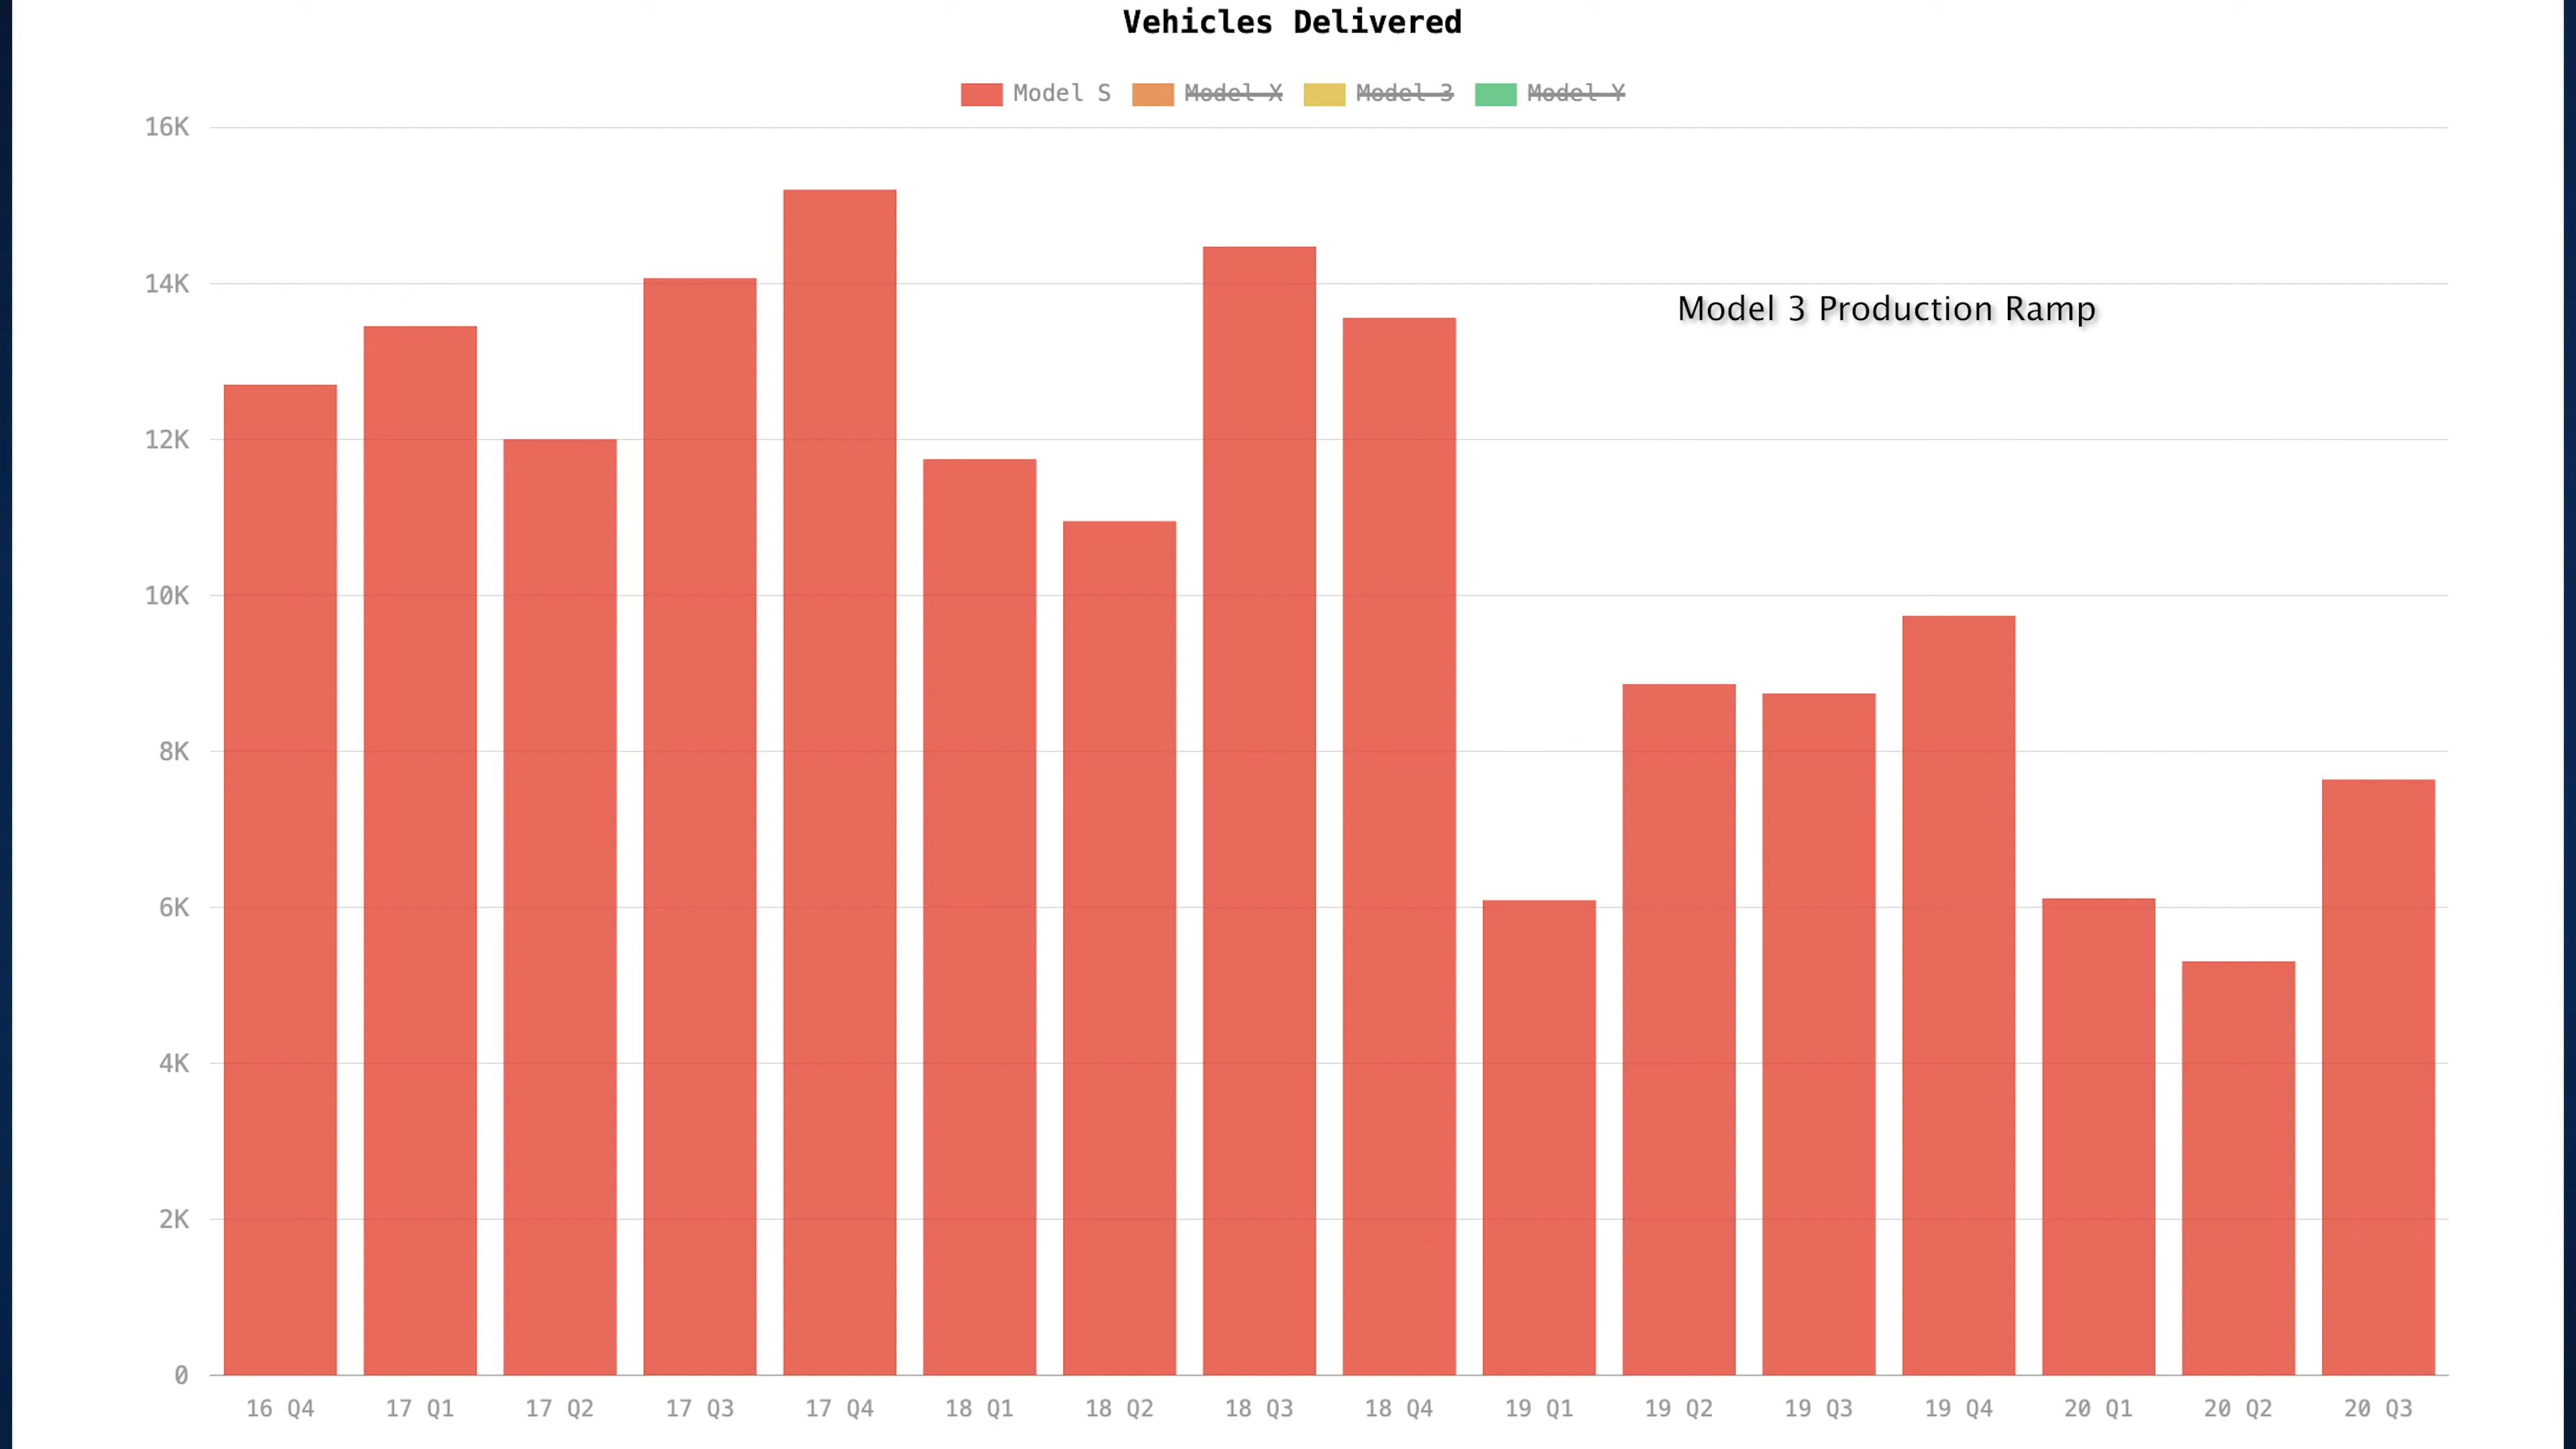 Vehicles Delivered
Model S Model X Model 3 Model Y
16K
14K
Model 3 Production Ramp
12K
10K
8K
6K
4K
2K
0
16 Q4 17 Q1 17 Q2 17 Q3 17 Q4 18 Q1 18 Q2 18 Q3 18 Q4 19 Q1 19 Q2 19 Q3 19 Q4 20 Q1 20 Q2 20 Q3